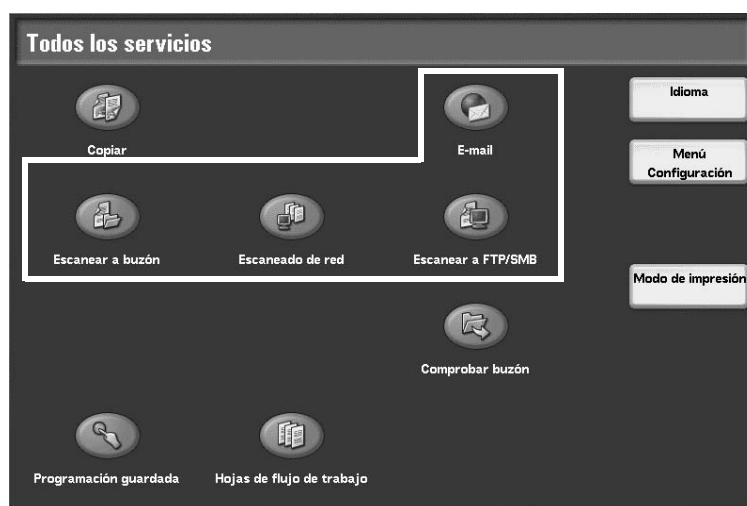 Todos los servicios
Copiar
E-mail
Idioma
Menú
Configuración
Escanear a buzón
Escaneado de red
Escanear a FTP/SMB
Modo de impresión
Comprobar buzón
Programación guardada
Hojas de flujo de trabajo